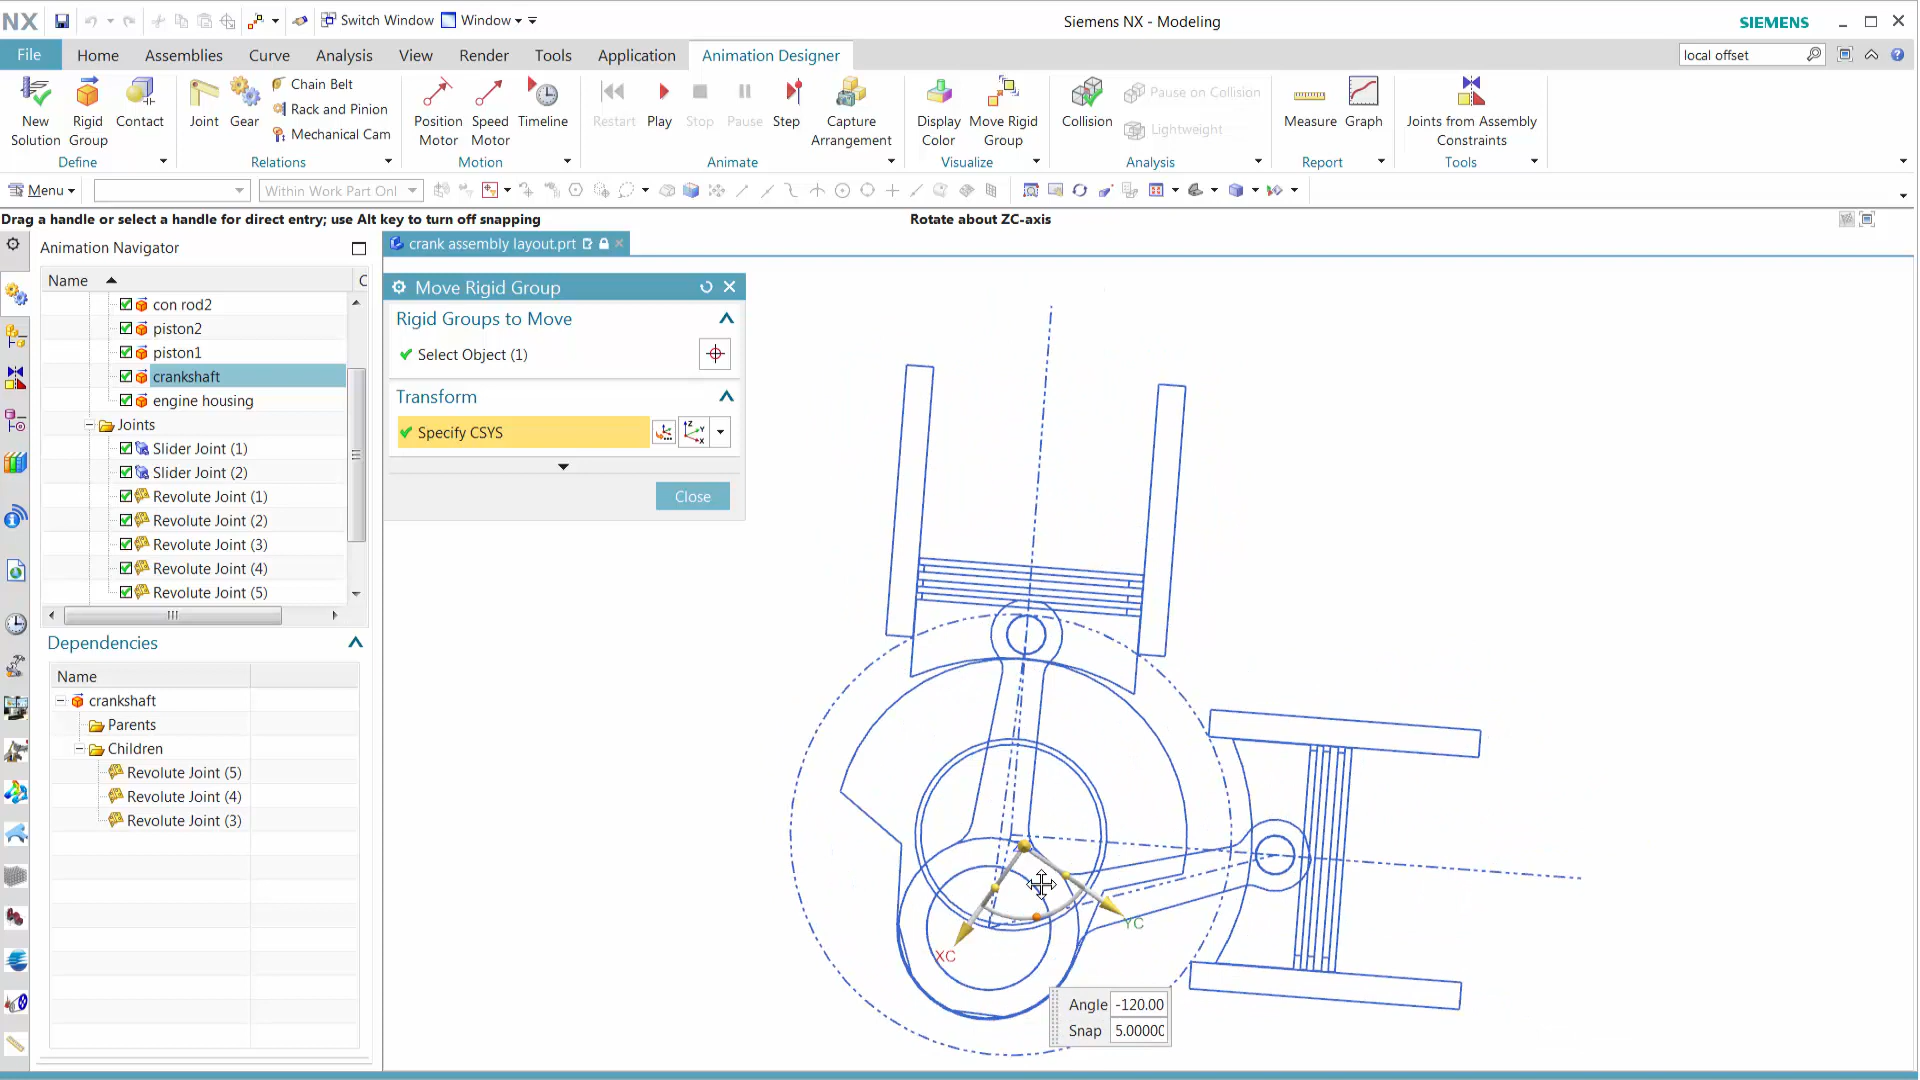 NX Switch Window Window Siemens NX - Modeling SIEMENS
File Home Assemblies Curve Analysis View Render Tools Application Animation Designer local offset
New Solution
Rigid Group
Contact
Define
Joint
Gear
Chain Belt
Rack and Pinion
Mechanical Cam
Relations
Position Motor
Speed Motor
Timeline
Motion
Restart
Play
Stop
Pause
Step
Capture Arrangement
Animate
Display Color
Move Rigid Group
Visualize
Collision
Pause on Collision
Lightweight
Analysis
Measure
Graph
Report
Joints from Assembly Constraints
Tools
Menu
Within Work Part Onl
Drag a handle or select a handle for direct entry; use Alt key to turn off snapping
Rotate about ZC-axis
Animation Navigator
Name C
con rod2
piston2
piston1
crankshaft
engine housing
Joints
Slider Joint (1)
Slider Joint (2)
Revolute Joint (1)
Revolute Joint (2)
Revolute Joint (3)
Revolute Joint (4)
Revolute Joint (5)
Dependencies
Name
crankshaft
Parents
Children
Revolute Joint (5)
Revolute Joint (4)
Revolute Joint (3)
crank assembly layout.prt
Move Rigid Group
Rigid Groups to Move
Select Object (1)
Transform
Specify CSYS
Close
YC
XC
Angle -120.00
Snap 5.0000